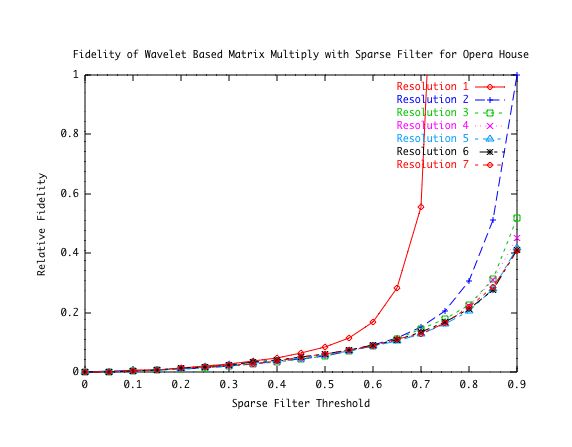 Fidelity of Wavelet Based Matrix Multiply with Sparse Filter for Opera House
1
Resolution 1
Resolution 2
Resolution 3
Resolution 4
Resolution 5
Resolution 6
Resolution 7
0.8
0.6
0.4
0.2
0
Relative Fidelity
0 0.1 0.2 0.3 0.4 0.5 0.6 0.7 0.8 0.9
Sparse Filter Threshold